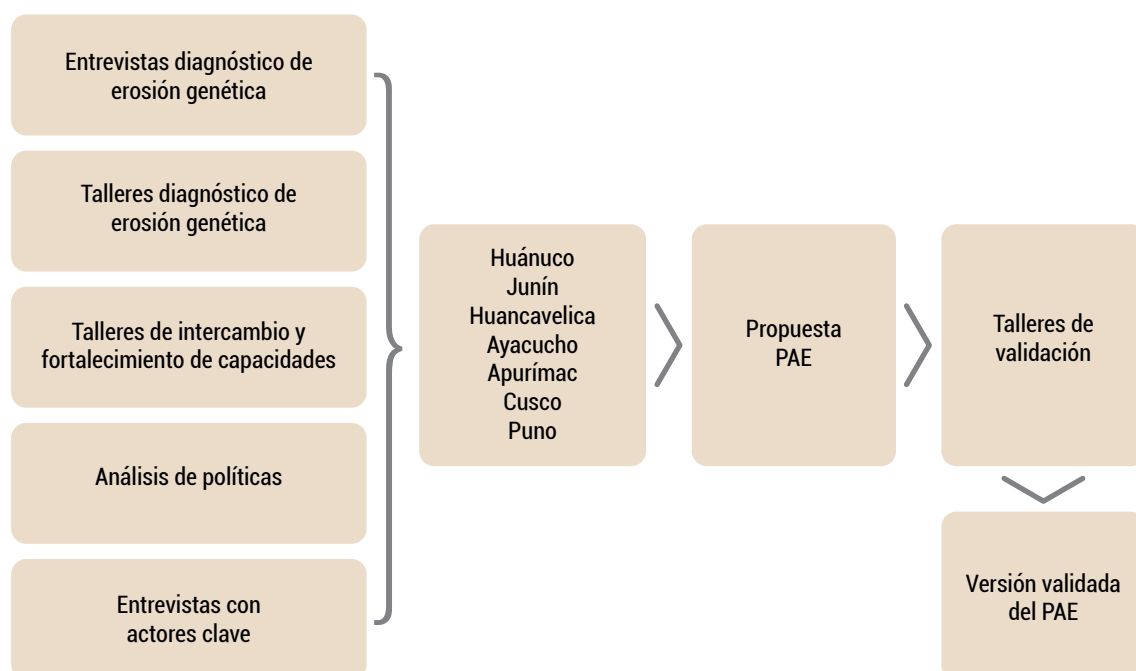 Entrevistas diagnóstico de
erosión genética
Talleres diagnóstico de
erosión genética
Talleres de intercambio y
fortalecimiento de capacidades
Análisis de políticas
Entrevistas con
actores clave
Huánuco
Junín
Huancavelica
Ayacucho
Apurímac
Cusco
Puno
Propuesta
PAE
Talleres de
validación
Versión validada
del PAE